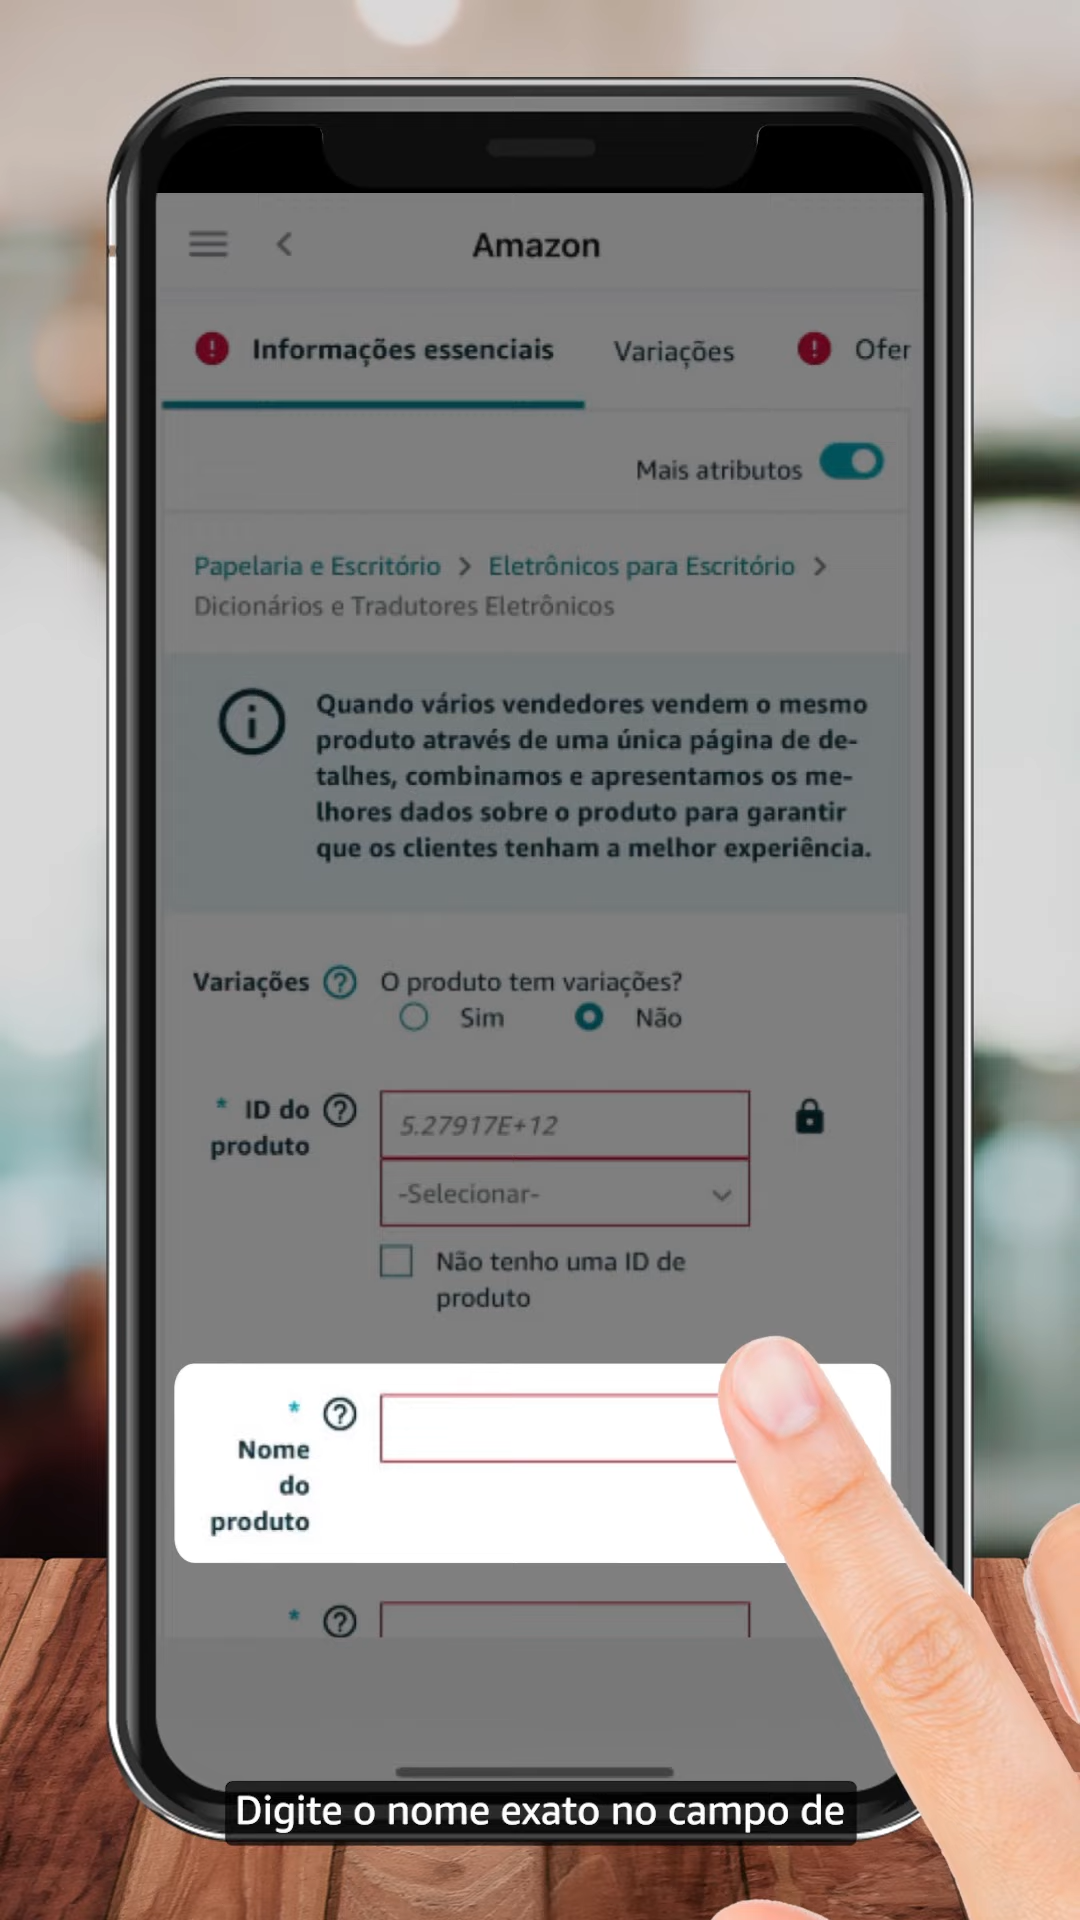 Amazon
Informações essenciais Variações Ofer
Mais atributos
Papelaria e Escritório > Eletrônicos para Escritório >
Dicionários e Tradutores Eletrônicos
Quando vários vendedores vendem o mesmo
produto através de uma única página de de-
talhes, combinamos e apresentamos os me-
lhores dados sobre o produto para garantir
que os clientes tenham a melhor experiência.
Variações ? O produto tem variações?
Sim Não
* ID do ? 5.27917E+12
produto
-Selecionar-
Não tenho uma ID de
produto
* ?
Nome
do
produto
* ?
Digite o nome exato no campo de